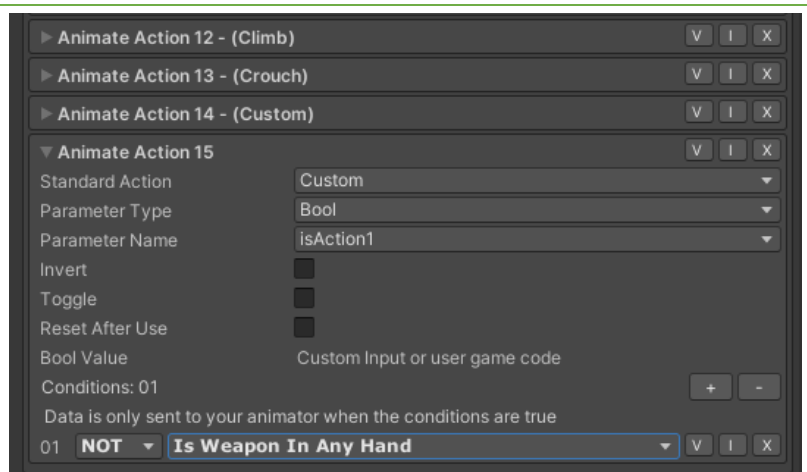 Animate Action 12 - (Climb) V I X
Animate Action 13 - (Crouch) V I X
Animate Action 14 - (Custom) V I X
Animate Action 15 V I X
Standard Action Custom
Parameter Type Bool
Parameter Name isAction1
Invert
Toggle
Reset After Use
Bool Value Custom Input or user game code
Conditions: 01 + -
Data is only sent to your animator when the conditions are true
01 NOT Is Weapon In Any Hand V I X